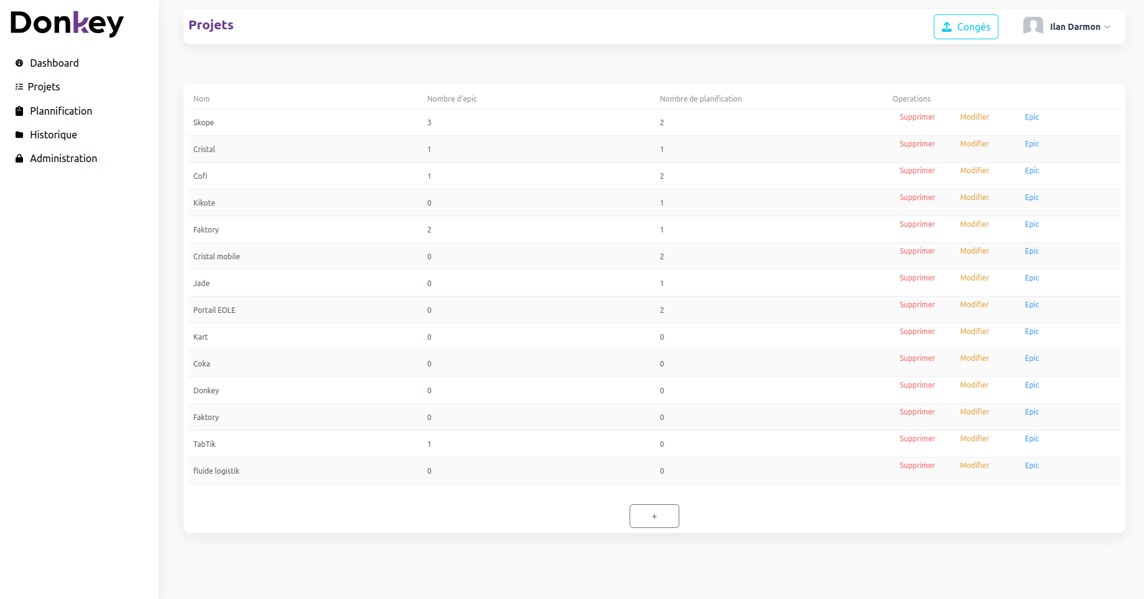 Donkey
Dashboard
Projets
Plannification
Historique
Administration
Projets
Congés
Ilan Darmon
Nom Nombre d'epic Nombre de planification Operations
Skope 3 2 Supprimer Modifier Epic
Cristal 1 1 Supprimer Modifier Epic
Cofi 1 2 Supprimer Modifier Epic
Kikote 0 1 Supprimer Modifier Epic
Faktory 2 1 Supprimer Modifier Epic
Cristal mobile 0 2 Supprimer Modifier Epic
Jade 0 1 Supprimer Modifier Epic
Portail EOLE 0 2 Supprimer Modifier Epic
Kart 0 0 Supprimer Modifier Epic
Coka 0 0 Supprimer Modifier Epic
Donkey 0 0 Supprimer Modifier Epic
Faktory 0 0 Supprimer Modifier Epic
TabTik 1 0 Supprimer Modifier Epic
fluide logistik 0 0 Supprimer Modifier Epic
+